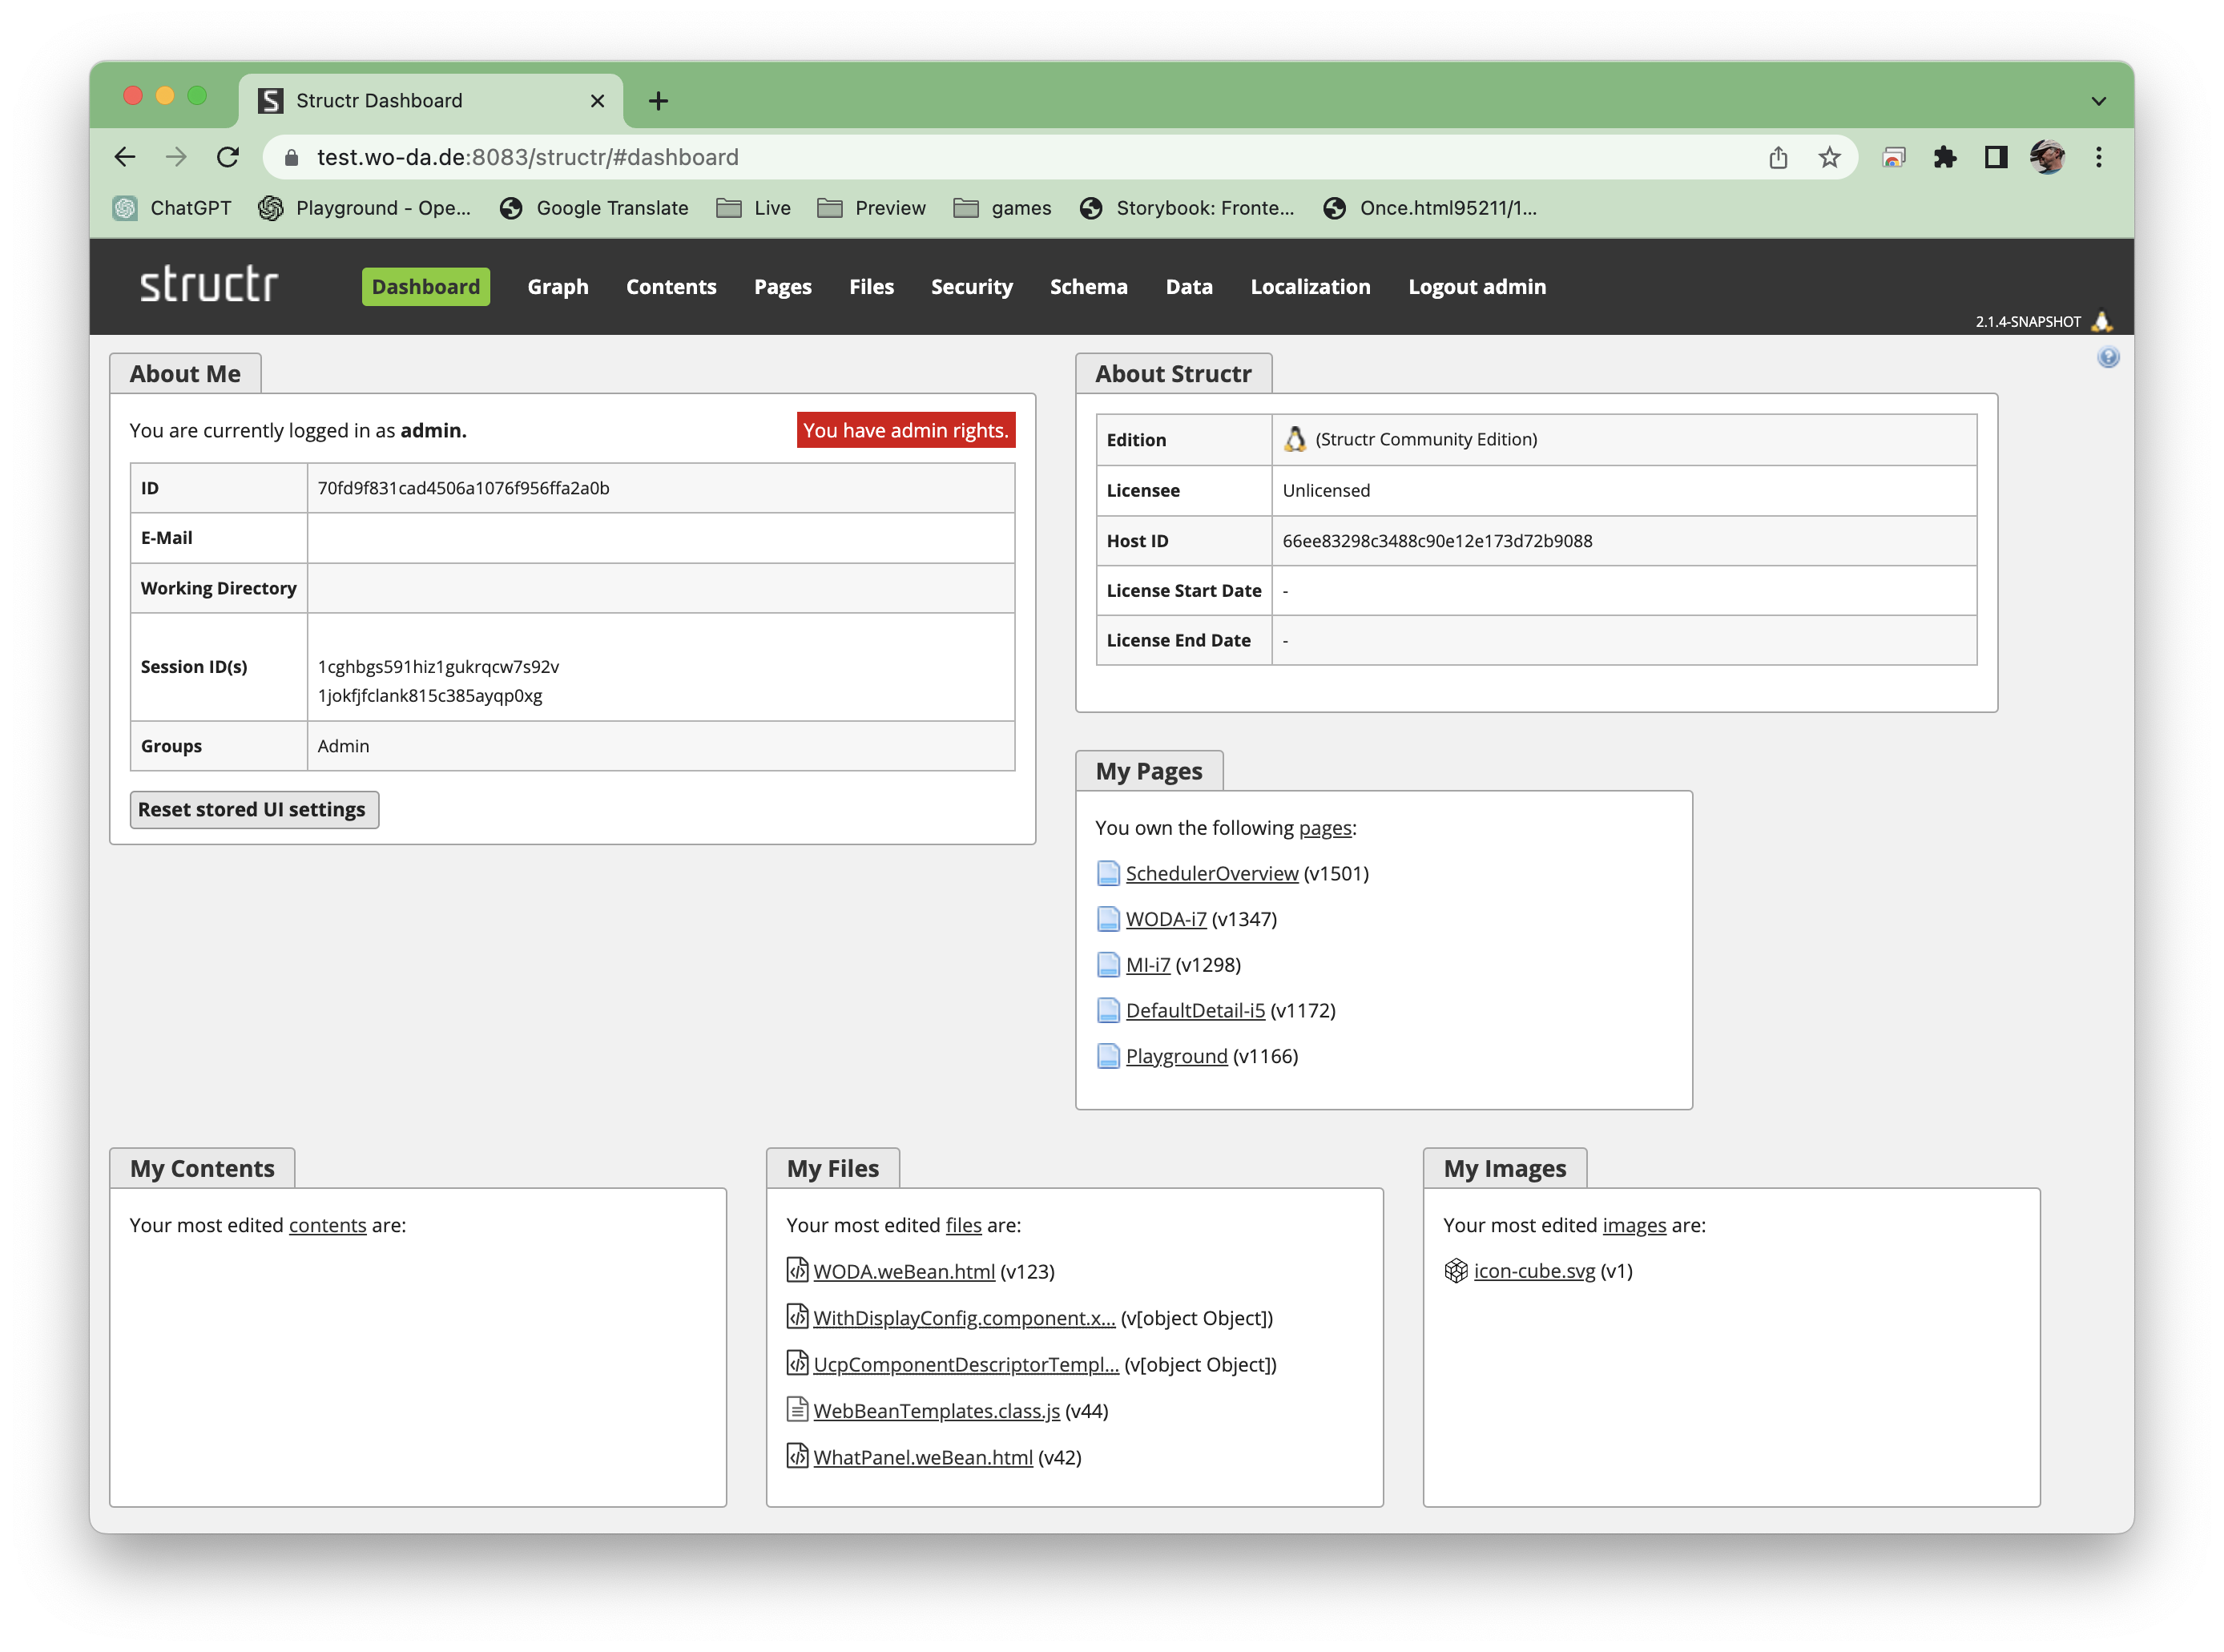 Structr Dashboard
test.wo-da.de:8083/structr/#dashboard
ChatGPT
Playground - Ope...
Google Translate
Live
Preview
games
Storybook: Fronte...
Once.html95211/1...
structr
Dashboard
Graph
Contents
Pages
Files
Security
Schema
Data
Localization
Logout admin
2.1.4-SNAPSHOT
About Me
You are currently logged in as admin.
You have admin rights.
ID 70fd9f831cad4506a1076f956ffa2a0b
E-Mail
Working Directory
Session ID(s)
1cghbgs591hiz1gukrqcw7s92v
1jokfjfclank815c385ayqp0xg
Groups Admin
Reset stored UI settings
About Structr
Edition (Structr Community Edition)
Licensee Unlicensed
Host ID 66ee83298c3488c90e12e173d72b9088
License Start Date -
License End Date -
My Pages
You own the following pages:
SchedulerOverview (v1501)
WODA-i7 (v1347)
MI-i7 (v1298)
DefaultDetail-i5 (v1172)
Playground (v1166)
My Contents
Your most edited contents are:
My Files
Your most edited files are:
WODA.weBean.html (v123)
WithDisplayConfig.component.x... (v[object Object])
UcpComponentDescriptorTempl... (v[object Object])
WebBeanTemplates.class.js (v44)
WhatPanel.weBean.html (v42)
My Images
Your most edited images are:
icon-cube.svg (v1)